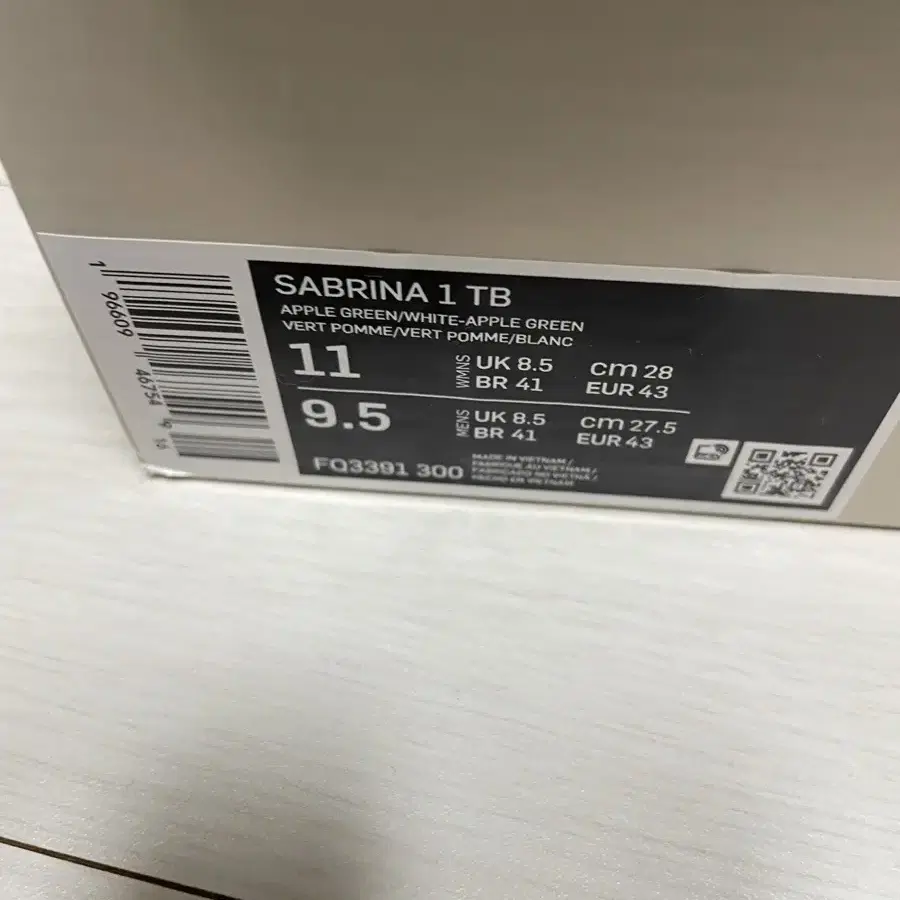 SABRINA 1 TB
APPLE GREEN/WHITE-APPLE GREEN
VERT POMME/VERT POMME/BLANC
11 WMNS UK 8.5 cm 28
BR 41 EUR 43
9.5 MENS UK 8.5 cm 27.5
BR 41 EUR 43
FQ3391 300
MADE IN VIETNAM /
FABRIQUE AU VIETNAM /
FABRICADO NO VIETNÃ /
HECHO EN VIETNAM
1 96609 46754 9 16